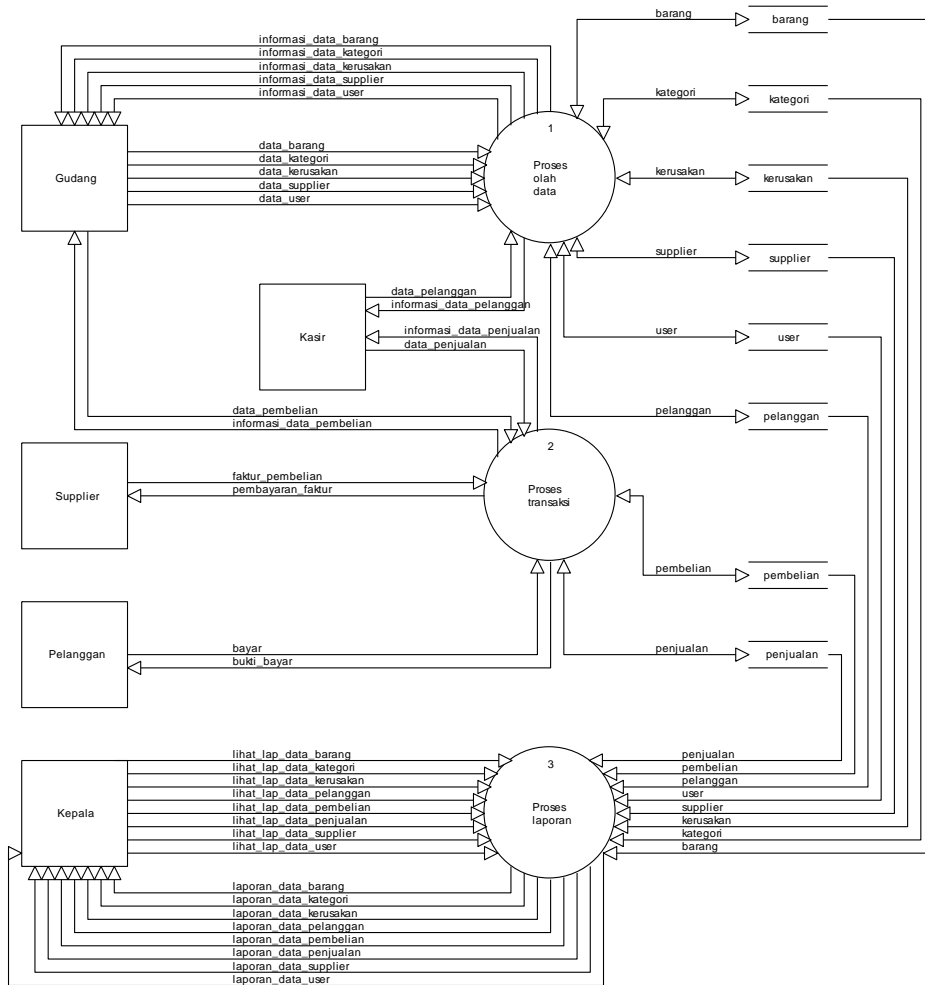 barang
barang
informasi_data_barang
informasi_data_kategori
informasi_data_kerusakan
informasi_data_supplier
informasi_data_user
kategori
kategori
1
Proses
olah
data
Gudang
data_barang
data_kategori
data_kerusakan
data_supplier
data_user
kerusakan
kerusakan
supplier
supplier
data_pelanggan
informasi_data_pelanggan
Kasir
informasi_data_penjualan
data_penjualan
user
user
data_pembelian
informasi_data_pembelian
pelanggan
pelanggan
2
Proses
transaksi
Supplier
faktur_pembelian
pembayaran_faktur
pembelian
pembelian
Pelanggan
bayar
bukti_bayar
penjualan
penjualan
Kepala
lihat_lap_data_barang
lihat_lap_data_kategori
lihat_lap_data_kerusakan
lihat_lap_data_pelanggan
lihat_lap_data_pembelian
lihat_lap_data_penjualan
lihat_lap_data_supplier
lihat_lap_data_user
3
Proses
laporan
penjualan
pembelian
pelanggan
user
supplier
kerusakan
kategori
barang
laporan_data_barang
laporan_data_kategori
laporan_data_kerusakan
laporan_data_pelanggan
laporan_data_pembelian
laporan_data_penjualan
laporan_data_supplier
laporan_data_user